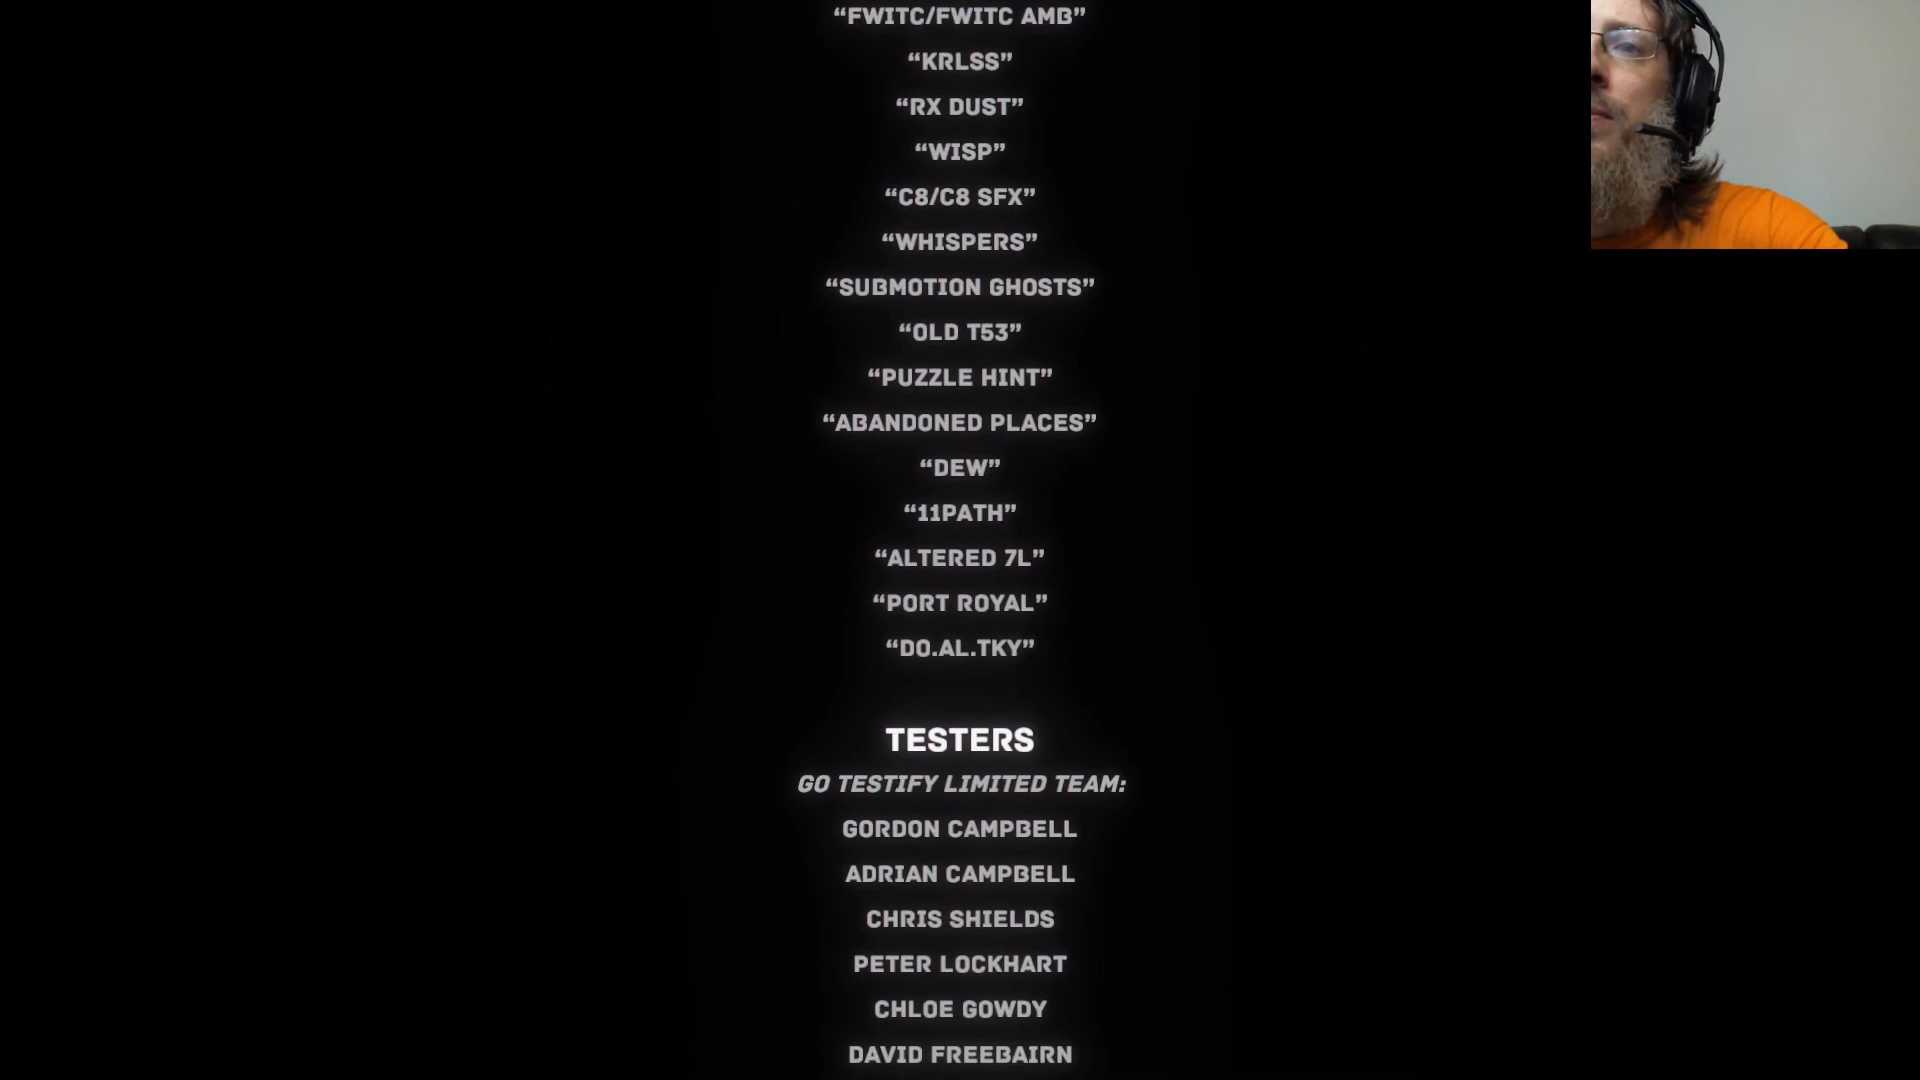 “FWITC/FWITC AMB”
“KRLSS”
“RX DUST”
“WISP”
“C8/C8 SFX”
“WHISPERS”
“SUBMOTION GHOSTS”
“OLD T53”
“PUZZLE HINT”
“ABANDONED PLACES”
“DEW”
“11PATH”
“ALTERED 7L”
“PORT ROYAL”
“DO.AL.TKY”
TESTERS
GO TESTIFY LIMITED TEAM:
GORDON CAMPBELL
ADRIAN CAMPBELL
CHRIS SHIELDS
PETER LOCKHART
CHLOE GOWDY
DAVID FREEBAIRN